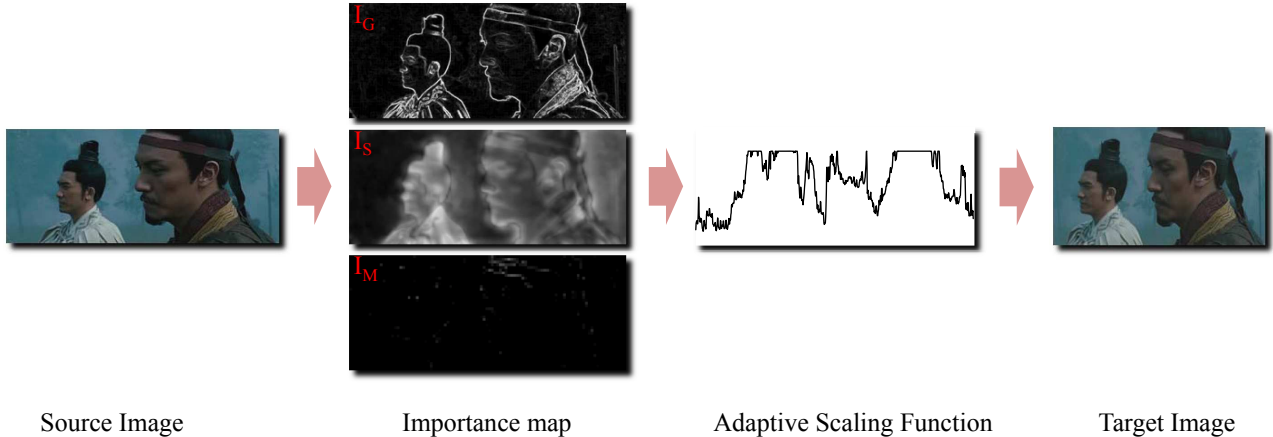 I_G
I_S
I_M
Source Image
Importance map
Adaptive Scaling Function
Target Image